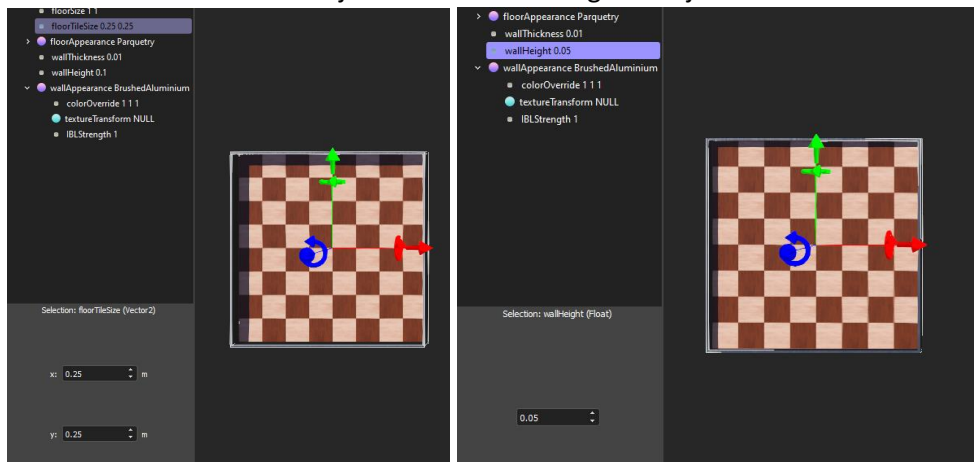 floorSize 1 1
floorTileSize 0.25 0.25
floorAppearance Parquetry
wallThickness 0.01
wallHeight 0.1
wallAppearance BrushedAluminium
colorOverride 1 1 1
textureTransform NULL
IBLStrength 1
Selection: floorTileSize (Vector2)
x: 0.25 m
y: 0.25 m
floorAppearance Parquetry
wallThickness 0.01
wallHeight 0.05
wallAppearance BrushedAluminium
colorOverride 1 1 1
textureTransform NULL
IBLStrength 1
Selection: wallHeight (Float)
0.05